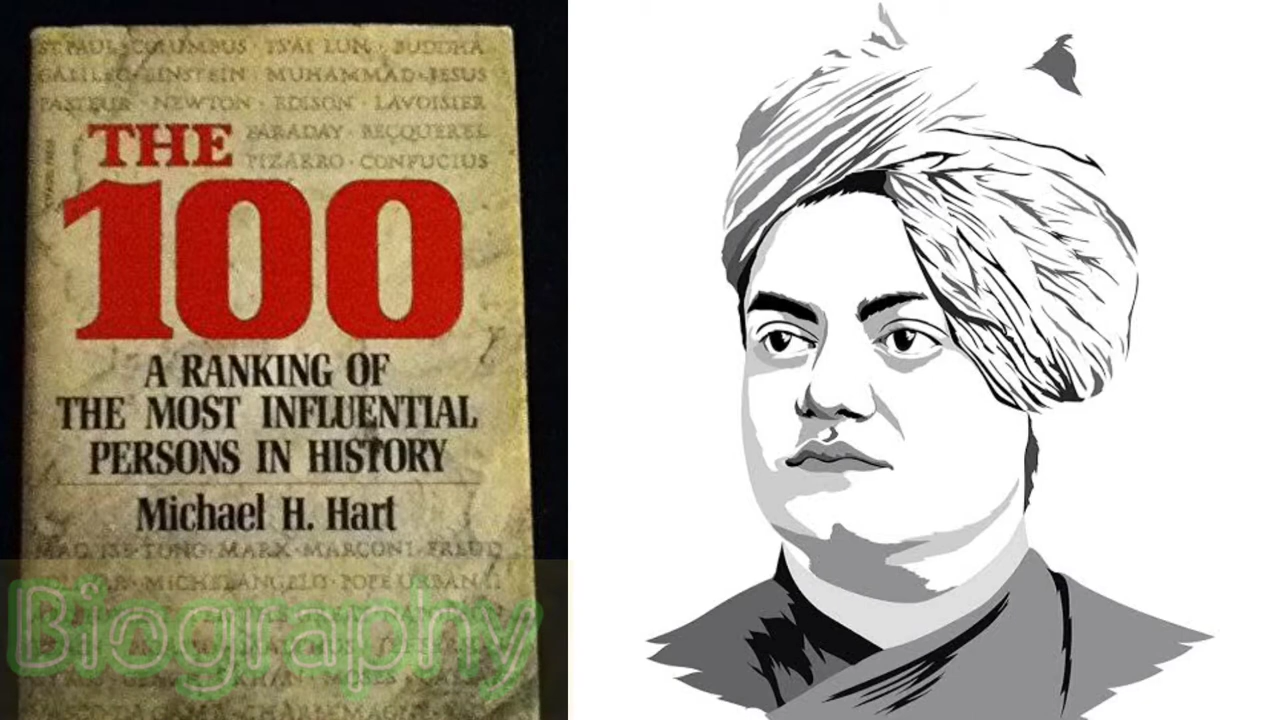 ST. PAUL · COLUMBUS · TS'AI LUN · BUDDHA
GALILEO · EINSTEIN · MUHAMMAD · JESUS
PASTEUR · NEWTON · EDISON · LAVOISIER
THE FARADAY · BECQUEREL
PIZARRO · CONFUCIUS
100
A RANKING OF
THE MOST INFLUENTIAL
PERSONS IN HISTORY
Michael H. Hart
MAO TSE-TUNG · MARX · MARCONI · FREUD
MICHELANGELO · POPE URBAN II
Biography
MOSES
CHARLEMAGNE